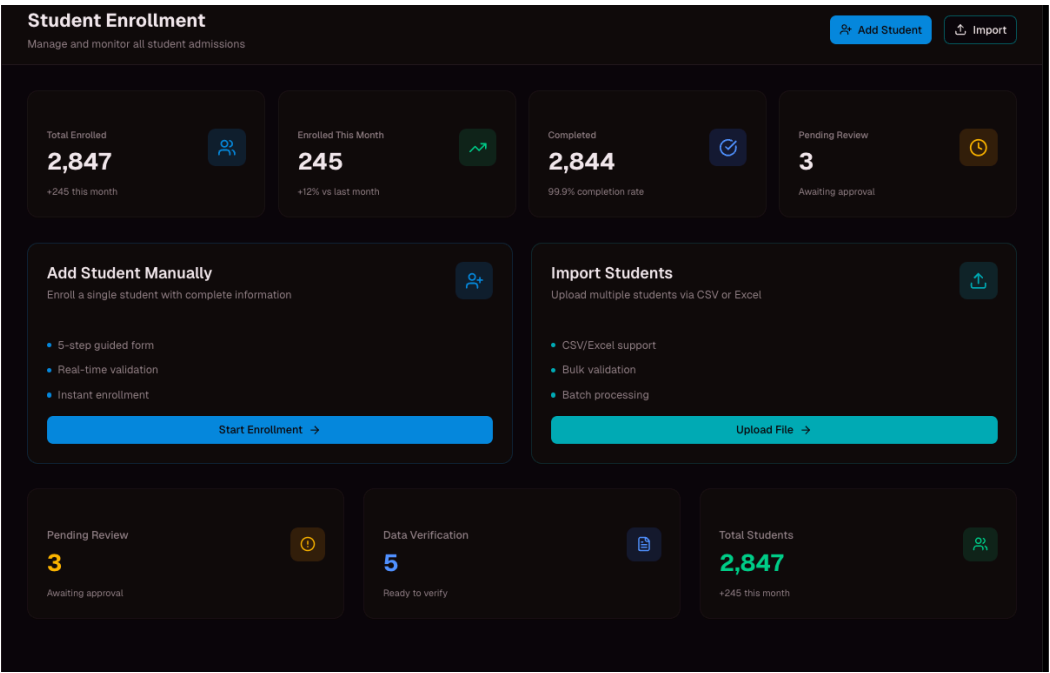 Student Enrollment
Manage and monitor all student admissions
Add Student
Import
Total Enrolled
2,847
+245 this month
Enrolled This Month
245
+12% vs last month
Completed
2,844
99.9% completion rate
Pending Review
3
Awaiting approval
Add Student Manually
Enroll a single student with complete information
5-step guided form
Real-time validation
Instant enrollment
Start Enrollment →
Import Students
Upload multiple students via CSV or Excel
CSV/Excel support
Bulk validation
Batch processing
Upload File →
Pending Review
3
Awaiting approval
Data Verification
5
Ready to verify
Total Students
2,847
+245 this month